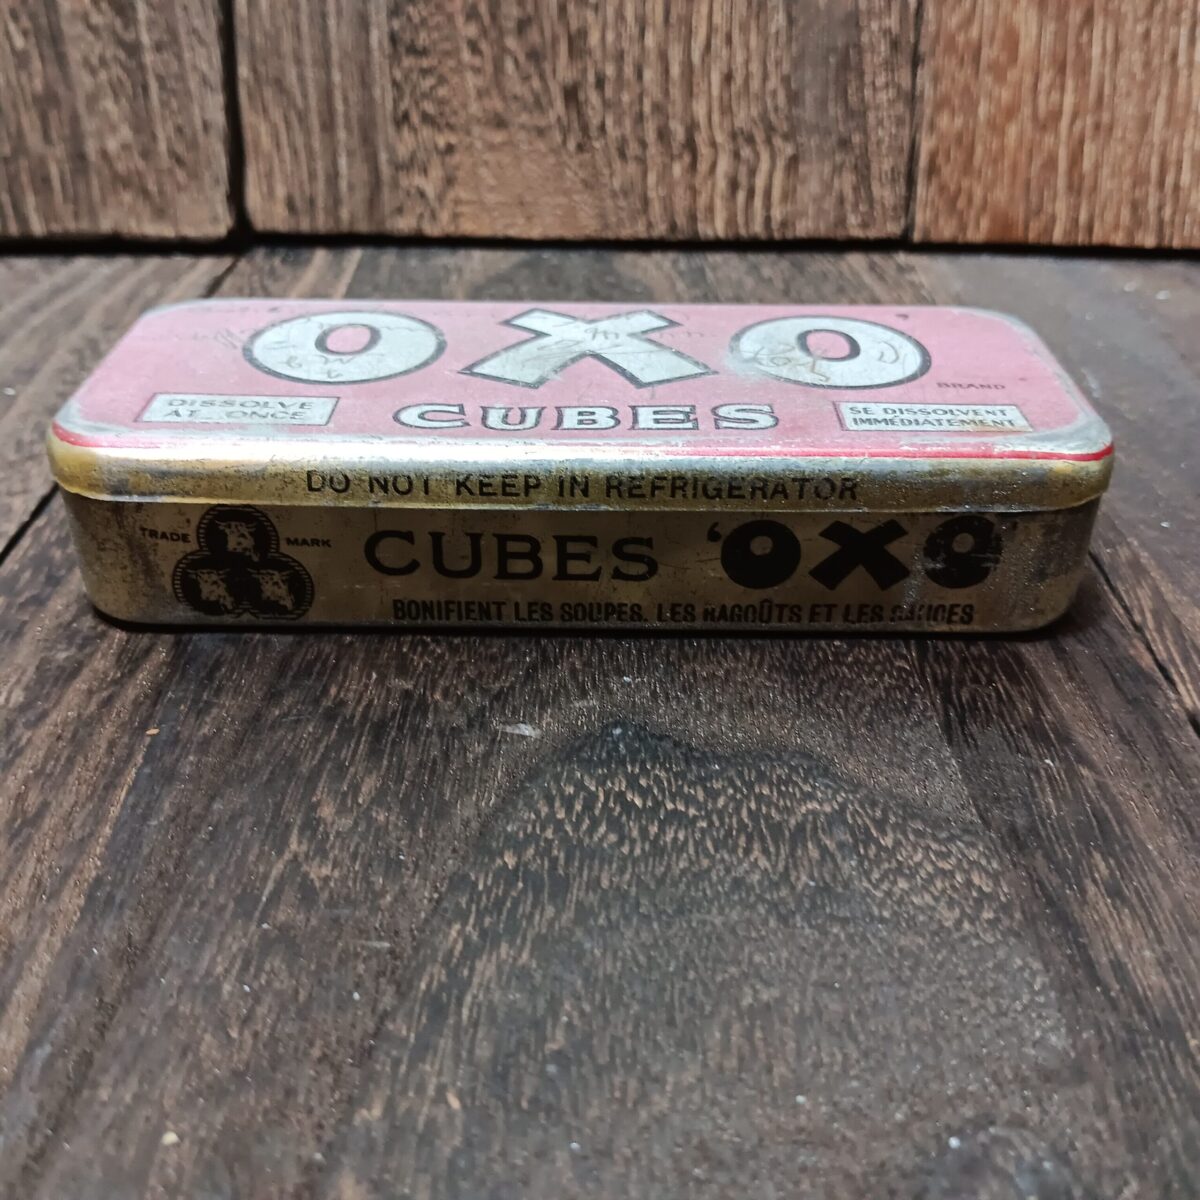 OXO
BRAND
DISSOLVE
AT ONCE
CUBES
SE DISSOLVENT
IMMÉDIATEMENT
DO NOT KEEP IN REFRIGERATOR
TRADE MARK
CUBES 'OXO'
BONIFIENT LES SOUPES, LES RAGOÛTS ET LES SAUCES